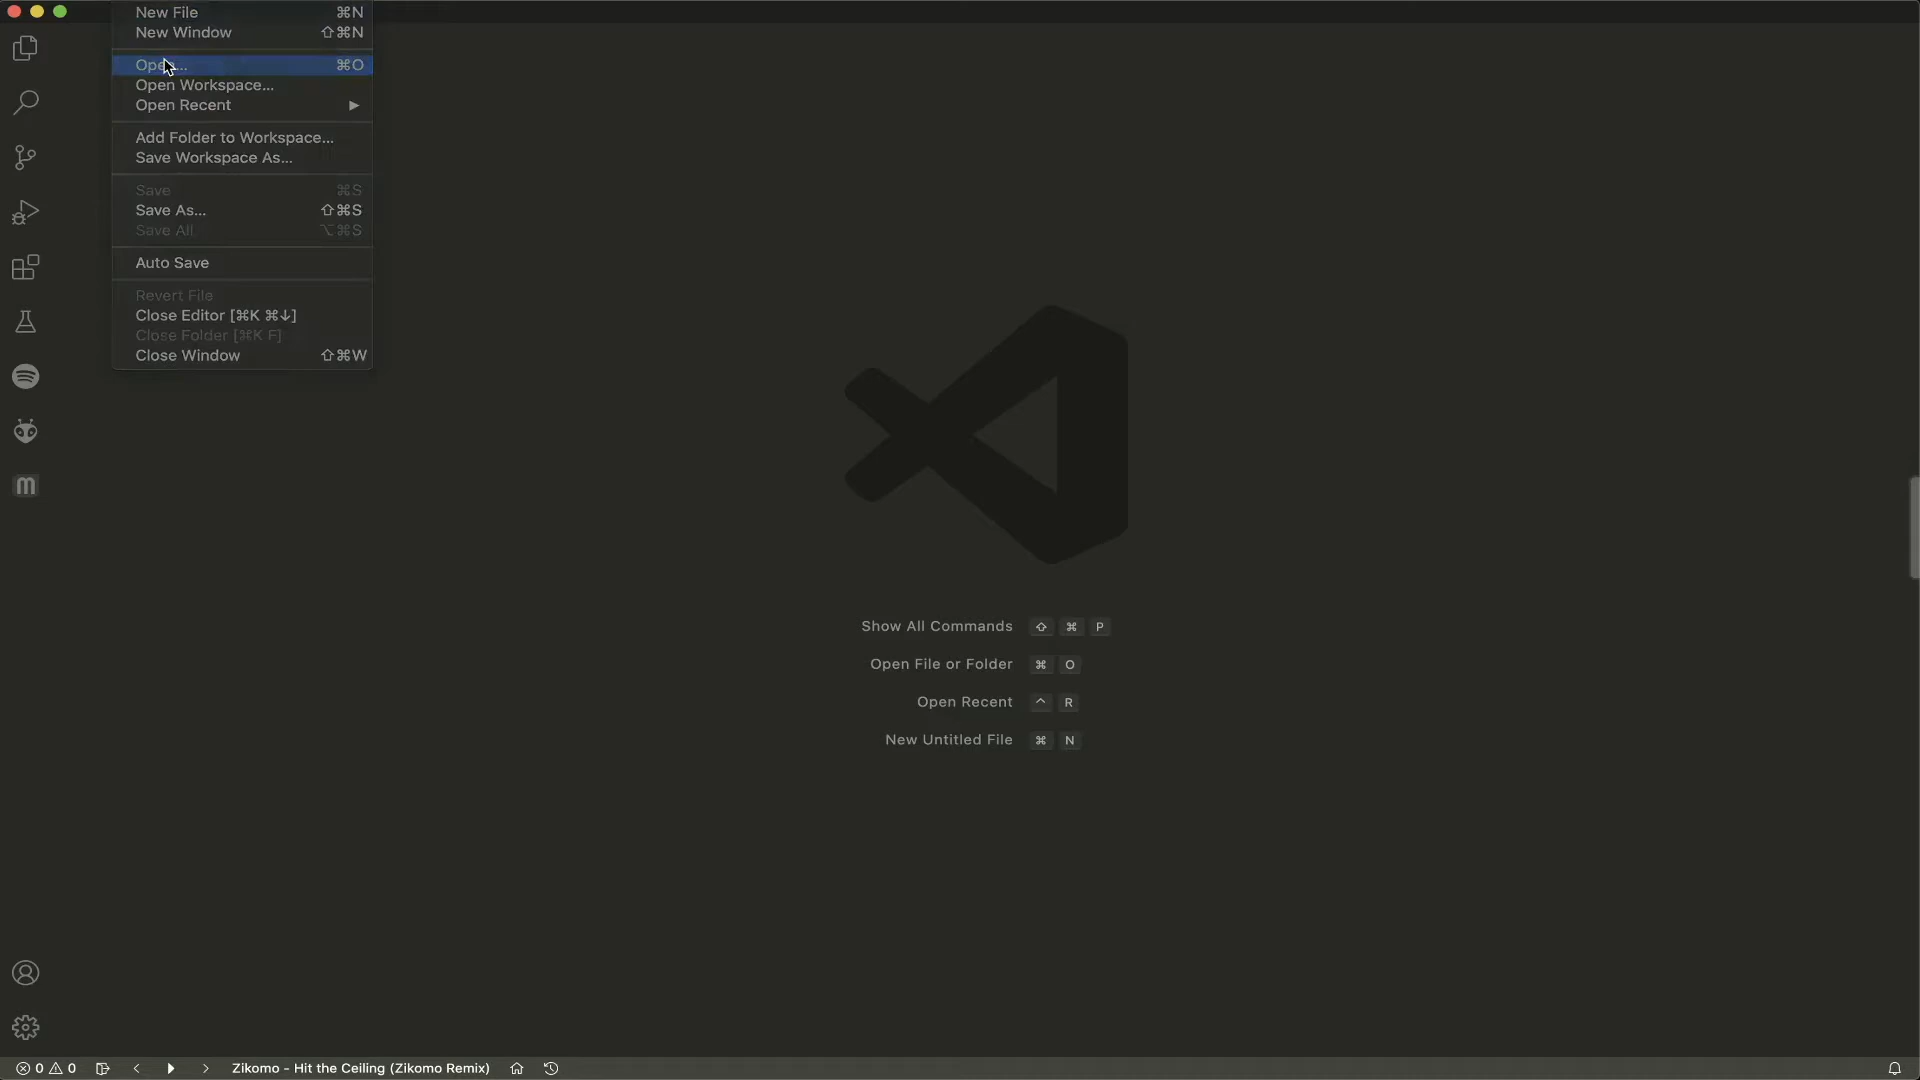 New File ⌘N
New Window ⇧⌘N
Open... ⌘O
Open Workspace...
Open Recent ▶
Add Folder to Workspace...
Save Workspace As...
Save ⌘S
Save As... ⇧⌘S
Save All ⌥⌘S
Auto Save
Revert File
Close Editor [⌘K ⌘↓]
Close Folder [⌘K F]
Close Window ⇧⌘W
m
Show All Commands ⇧ ⌘ P
Open File or Folder ⌘ O
Open Recent ^ R
New Untitled File ⌘ N
0 0 Zikomo - Hit the Ceiling (Zikomo Remix)